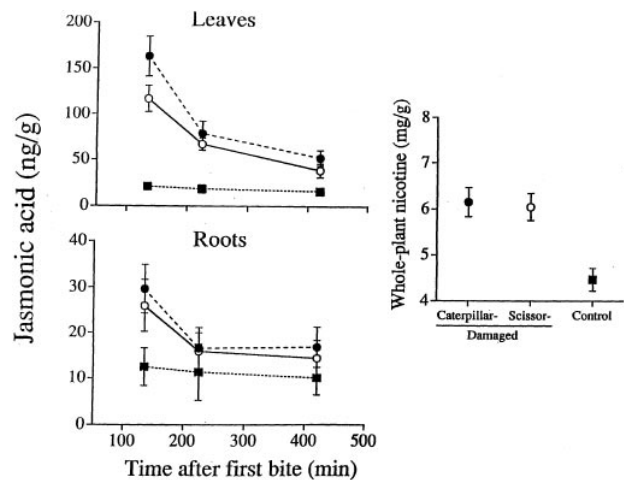 Leaves
200
150
100
50
0
Jasmonic acid (ng/g)
Roots
40
30
20
10
0
100 200 300 400 500
Time after first bite (min)
Whole-plant nicotine (mg/g)
8
7
6
5
4
Caterpillar- Scissor- Control
Damaged